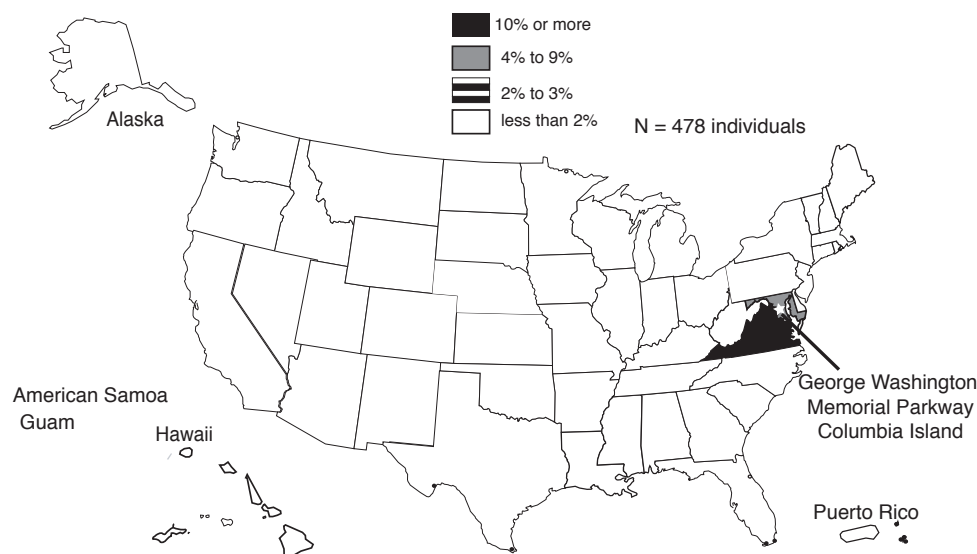 10% or more
4% to 9%
2% to 3%
less than 2%
N = 478 individuals
Alaska
American Samoa
Guam
Hawaii
George Washington
Memorial Parkway
Columbia Island
Puerto Rico